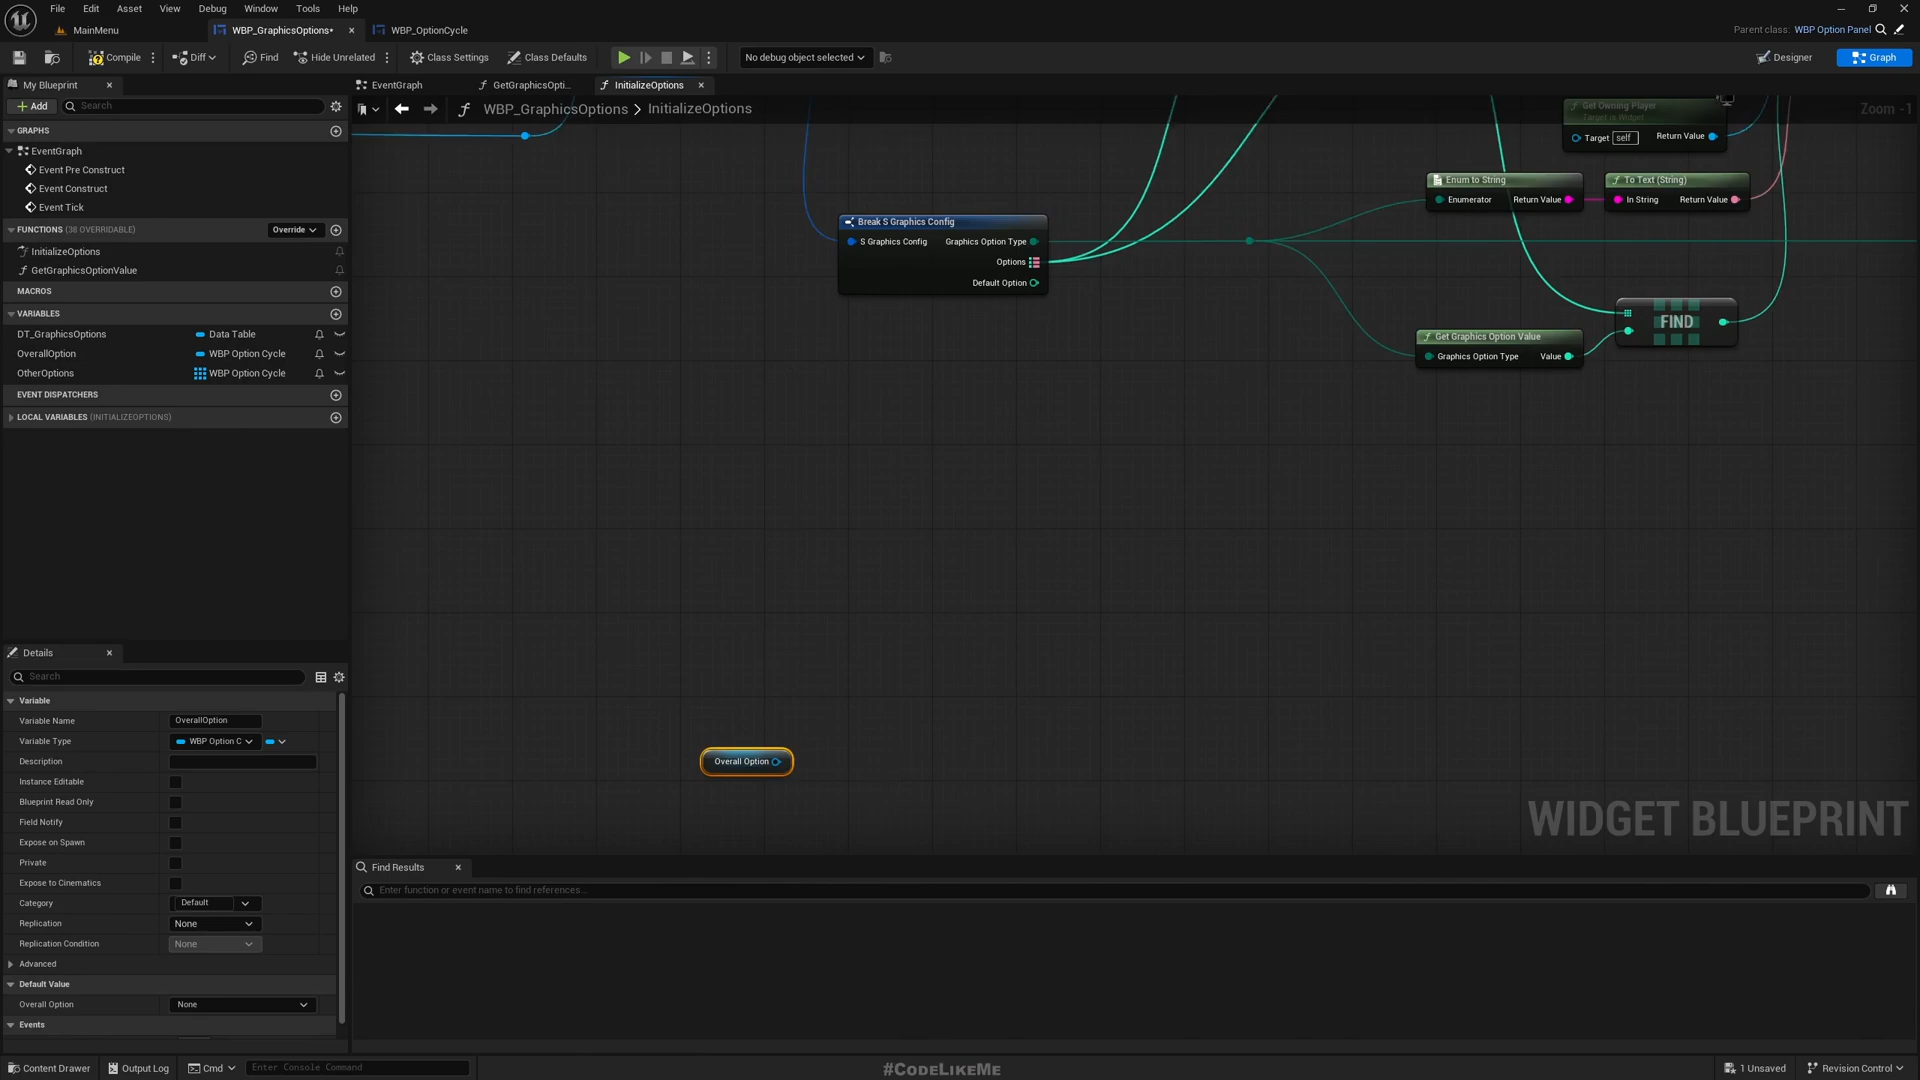 File Edit Asset View Debug Window Tools Help
MainMenu WBP_GraphicsOptions• WBP_OptionCycle
Parent class: WBP Option Panel
Compile Diff Find Hide Unrelated Class Settings Class Defaults No debug object selected Designer Graph
My Blueprint EventGraph GetGraphicsOpti... InitializeOptions
Add Search WBP_GraphicsOptions > InitializeOptions Zoom -1
GRAPHS
EventGraph
Event Pre Construct
Event Construct
Event Tick
FUNCTIONS (38 OVERRIDABLE) Override
InitializeOptions
GetGraphicsOptionValue
MACROS
VARIABLES
DT_GraphicsOptions Data Table
OverallOption WBP Option Cycle
OtherOptions WBP Option Cycle
EVENT DISPATCHERS
LOCAL VARIABLES (INITIALIZEOPTIONS)
Get Owning Player
Target is Widget
Target self Return Value
Enum to String
Enumerator Return Value
To Text (String)
In String Return Value
Break S Graphics Config
S Graphics Config Graphics Option Type
Options
Default Option
Get Graphics Option Value
Graphics Option Type Value
FIND
Overall Option
WIDGET BLUEPRINT
Details
Search
Variable
Variable Name OverallOption
Variable Type WBP Option C
Description
Instance Editable
Blueprint Read Only
Field Notify
Expose on Spawn
Private
Expose to Cinematics
Category Default
Replication None
Replication Condition None
Advanced
Default Value
Overall Option None
Events
Find Results
Enter function or event name to find references...
Content Drawer Output Log Cmd Enter Console Command #CodeLikeMe 1 Unsaved Revision Control